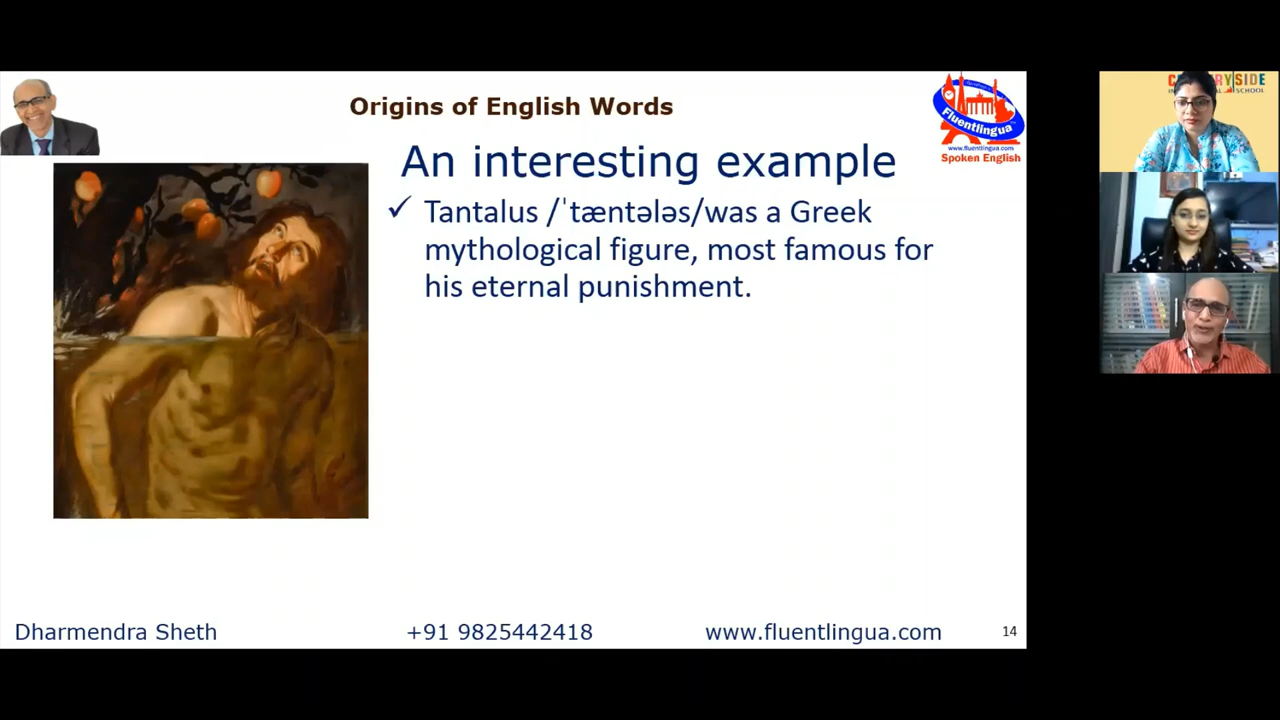 Origins of English Words
Fluentlingua
www.fluentlingua.com
Spoken English
An interesting example
✓ Tantalus /ˈtæntələs/was a Greek
mythological figure, most famous for
his eternal punishment.
Dharmendra Sheth
+91 9825442418
www.fluentlingua.com
14
SCHOOL